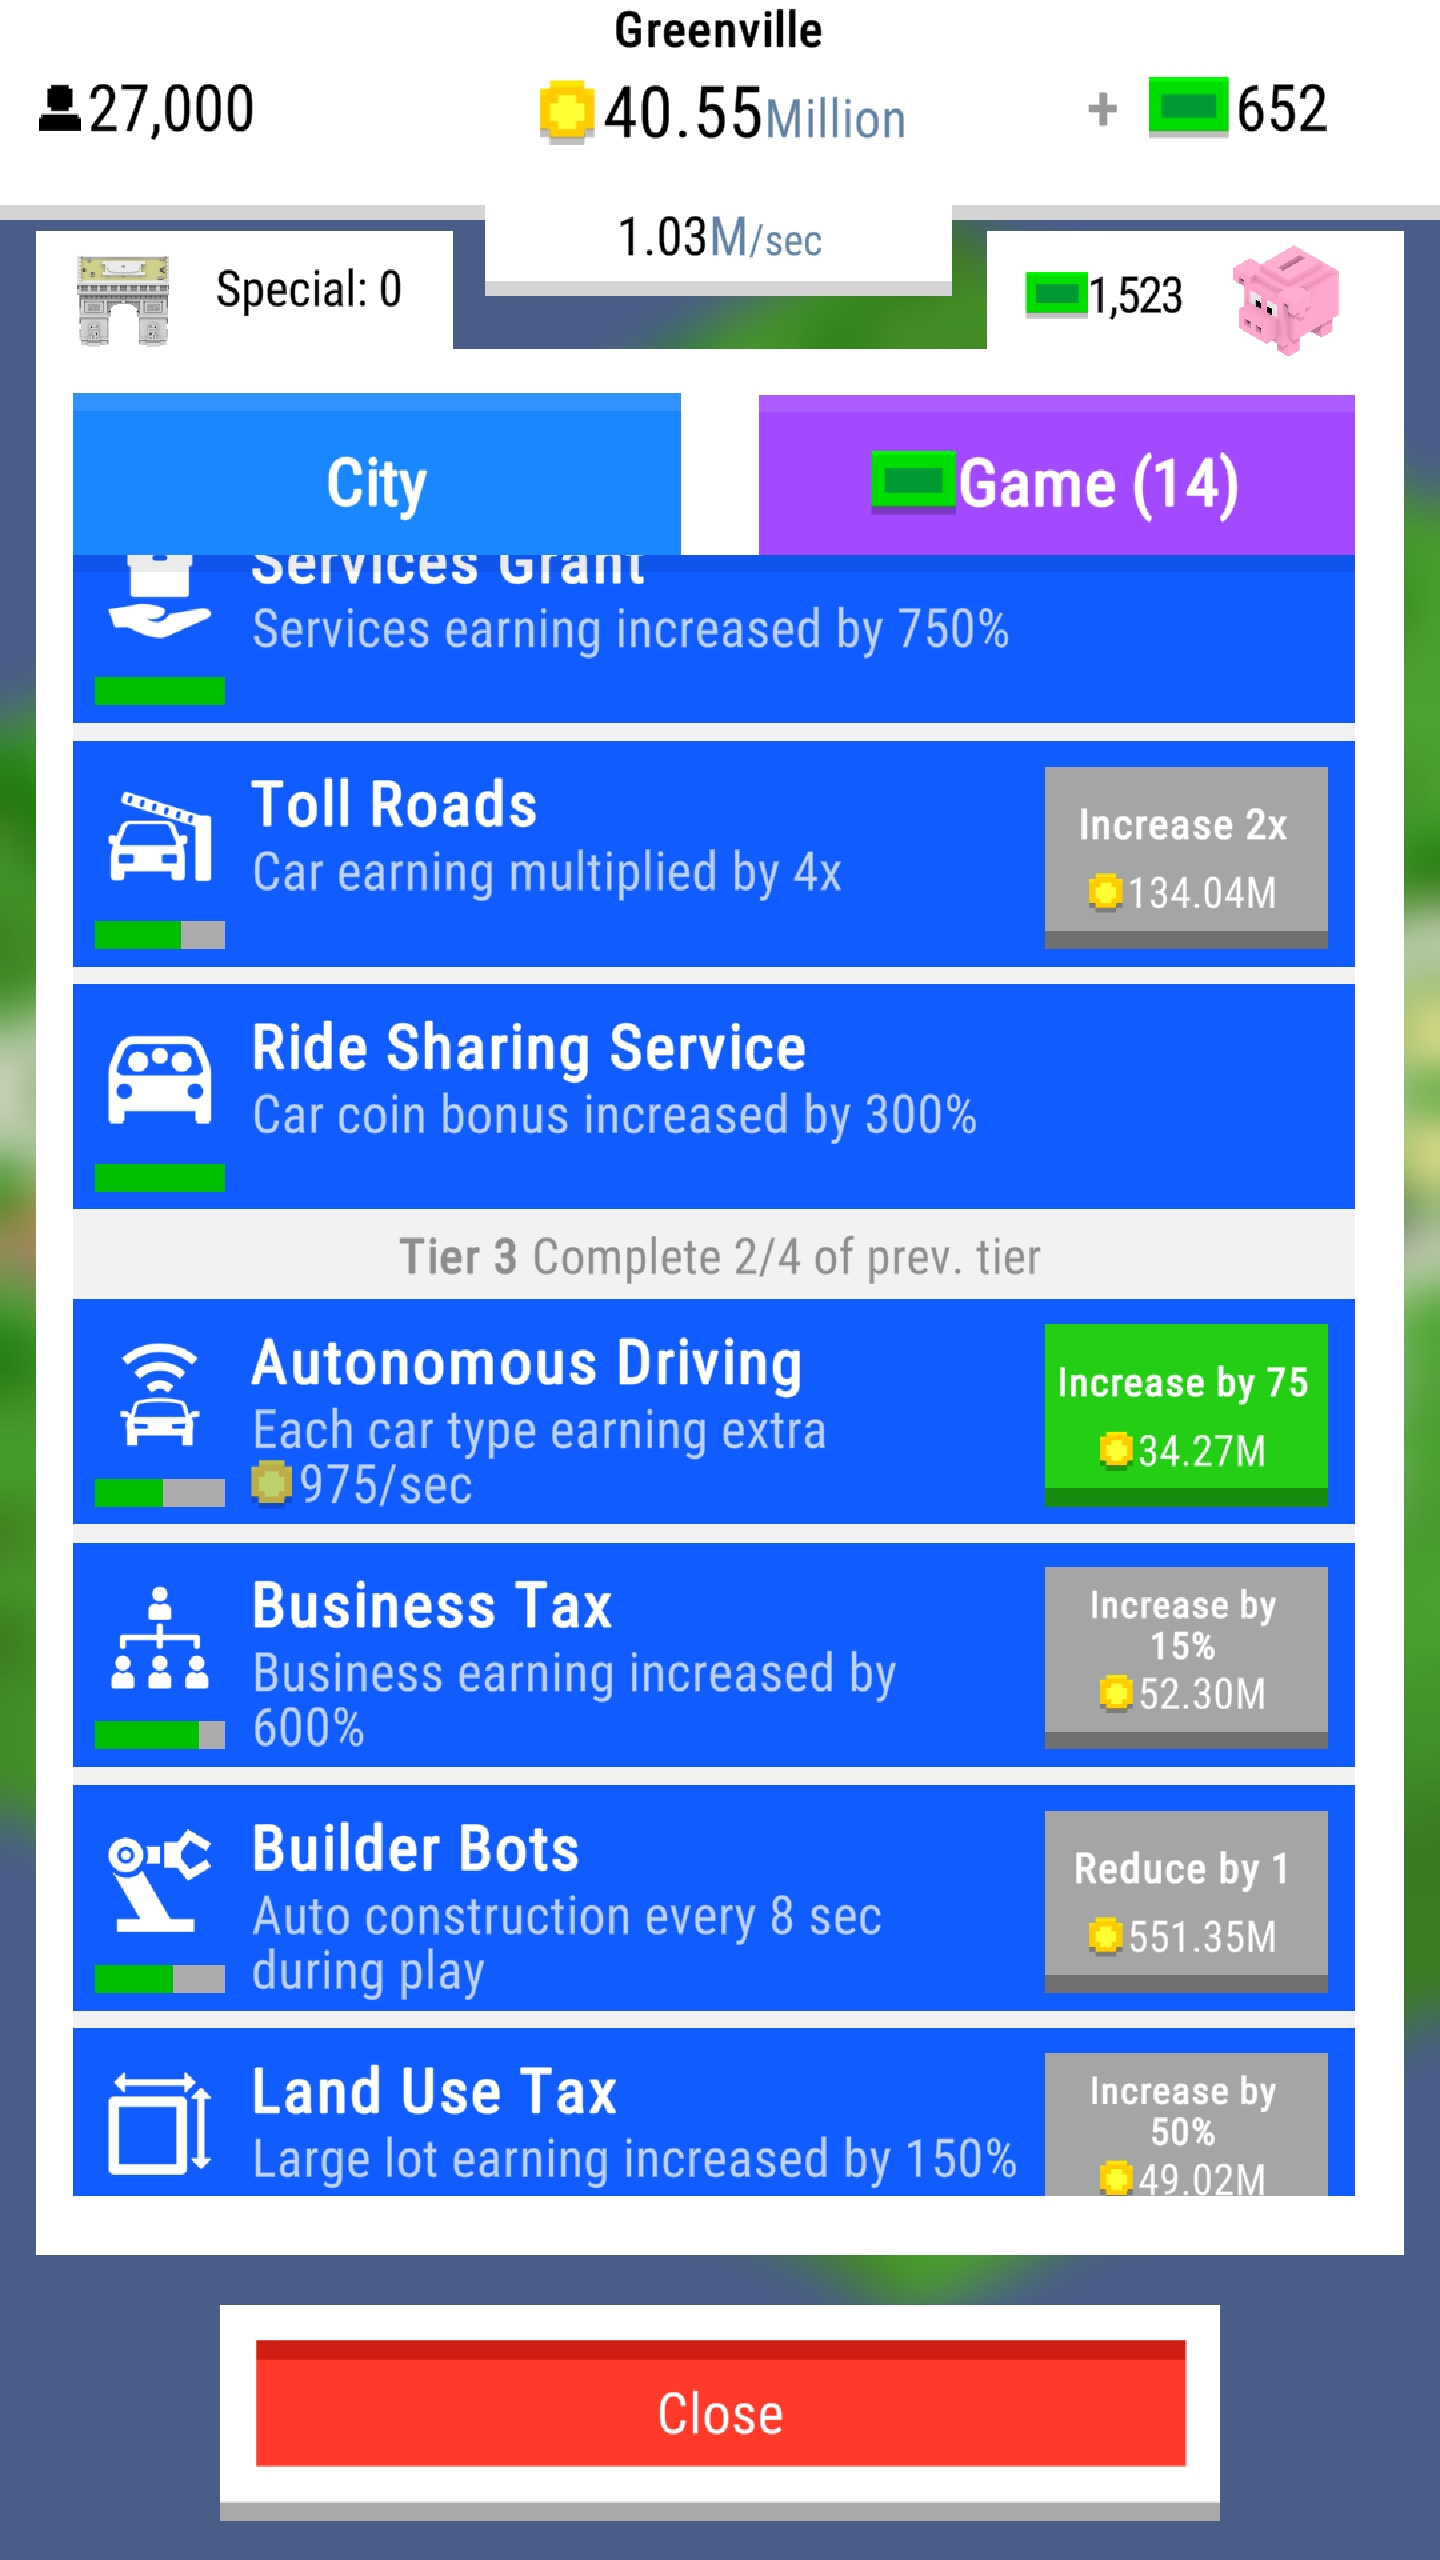 Greenville
27,000
40.55Million
+ 652
1.03M/sec
Special: 0
1,523
City
Game (14)
Services Grant
Services earning increased by 750%
Toll Roads
Car earning multiplied by 4x
Increase 2x
134.04M
Ride Sharing Service
Car coin bonus increased by 300%
Tier 3 Complete 2/4 of prev. tier
Autonomous Driving
Each car type earning extra
975/sec
Increase by 75
34.27M
Business Tax
Business earning increased by
600%
Increase by
15%
52.30M
Builder Bots
Auto construction every 8 sec
during play
Reduce by 1
551.35M
Land Use Tax
Large lot earning increased by 150%
Increase by
50%
49.02M
Close